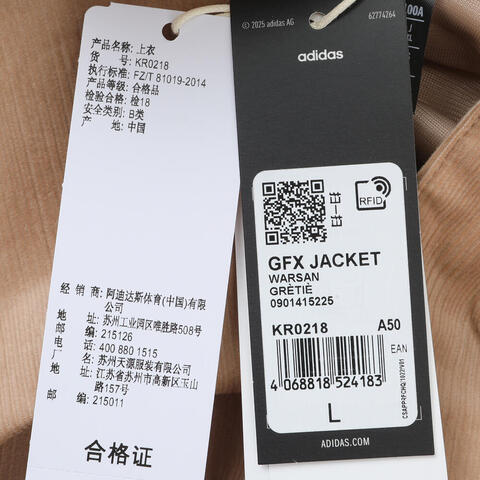 产品名称: 上衣
货 号: KR0218
执行标准: FZ/T 81019-2014
产品等级: 合格品
检验合格: 检18
安全类别: B类
产 地: 中国
经 销 商: 阿迪达斯体育(中国)有限
公司
地 址: 苏州工业园区唯胜路508号
邮 编: 215126
电 话: 400 880 1515
厂 名: 苏州天源服装有限公司
厂 址: 江苏省苏州市高新区玉山
路157号
邮 编: 215011
合格证
© 2025 adidas AG
62774264
adidas
RFID
GFX JACKET
WARSAN
GRÈTIÈ
0901415225
KR0218 A50
EAN
4 068818 524183
L
ADIDAS.COM
00A